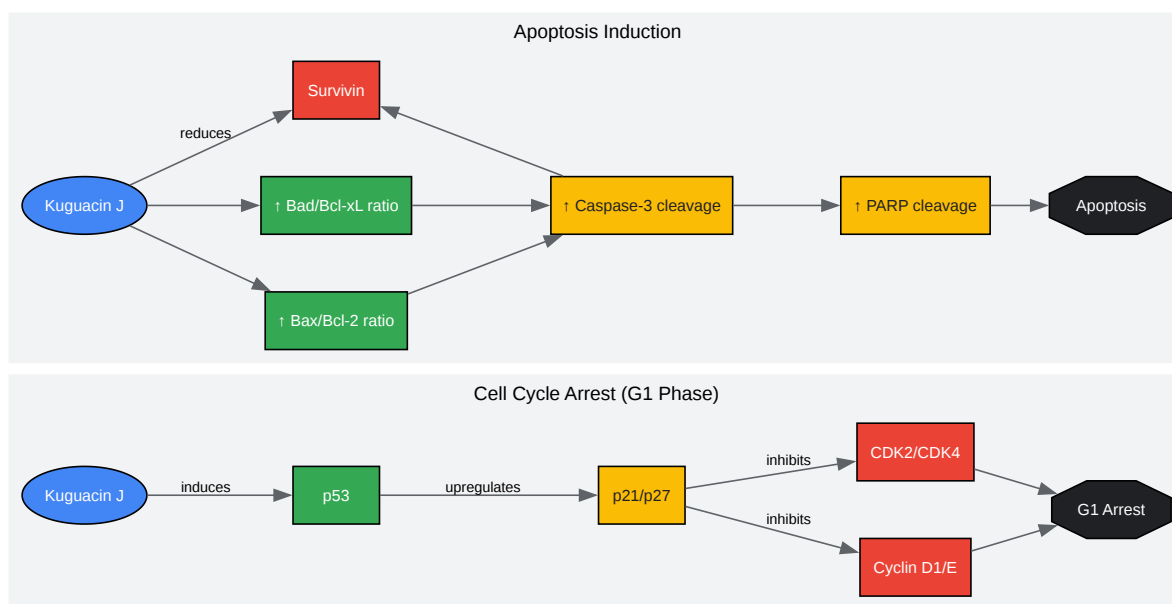 Apoptosis Induction
Survivin
reduces
Kuguacin J
↑ Bad/Bcl-xL ratio
↑ Caspase-3 cleavage
↑ PARP cleavage
Apoptosis
↑ Bax/Bcl-2 ratio
Cell Cycle Arrest (G1 Phase)
CDK2/CDK4
inhibits
Kuguacin J
induces
p53
upregulates
p21/p27
G1 Arrest
inhibits
Cyclin D1/E